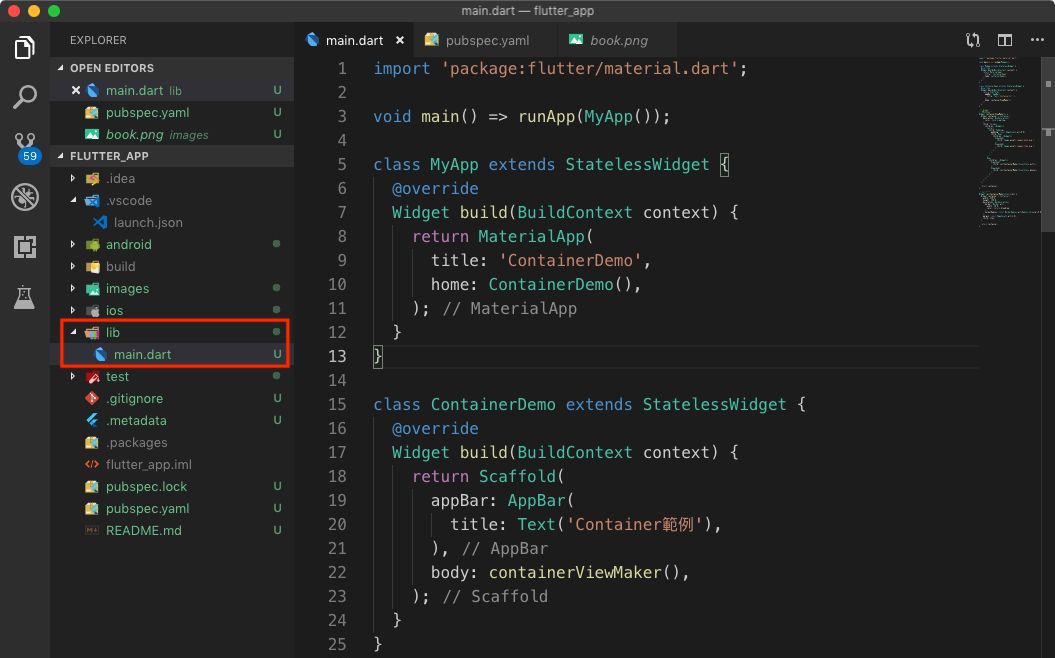 main.dart — flutter_app
EXPLORER
OPEN EDITORS
main.dart lib U
pubspec.yaml U
book.png images U
FLUTTER_APP
.idea
.vscode
launch.json
android
build
images
ios
lib
main.dart U
test
.gitignore U
.metadata U
.packages
flutter_app.iml
pubspec.lock U
pubspec.yaml U
README.md U
59
main.dart pubspec.yaml book.png
1 import 'package:flutter/material.dart';
2
3 void main() => runApp(MyApp());
4
5 class MyApp extends StatelessWidget {
6 @override
7 Widget build(BuildContext context) {
8 return MaterialApp(
9 title: 'ContainerDemo',
10 home: ContainerDemo(),
11 ); // MaterialApp
12 }
13 }
14
15 class ContainerDemo extends StatelessWidget {
16 @override
17 Widget build(BuildContext context) {
18 return Scaffold(
19 appBar: AppBar(
20 title: Text('Container範例'),
21 ), // AppBar
22 body: containerViewMaker(),
23 ); // Scaffold
24 }
25 }